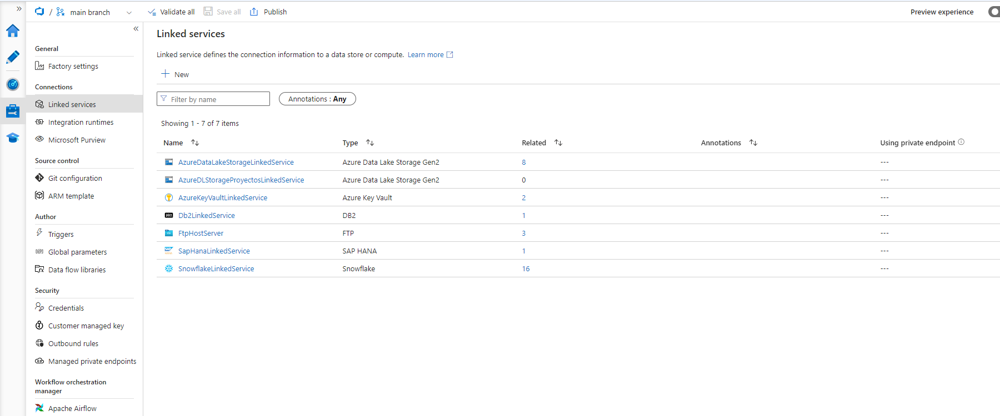 / main branch Validate all Save all Publish Preview experience
Linked services
Linked service defines the connection information to a data store or compute. Learn more
New
Filter by name Annotations : Any
Showing 1 - 7 of 7 items
Name Type Related Annotations Using private endpoint
AzureDataLakeStorageLinkedService Azure Data Lake Storage Gen2 8 ---
AzureDLStorageProyectosLinkedService Azure Data Lake Storage Gen2 0 ---
AzureKeyVaultLinkedService Azure Key Vault 2 ---
DB2 Db2LinkedService DB2 1 ---
FtpHostServer FTP 3 ---
SapHanaLinkedService SAP HANA 1 ---
SnowflakeLinkedService Snowflake 16 ---
General
Factory settings
Connections
Linked services
Integration runtimes
Microsoft Purview
Source control
Git configuration
ARM template
Author
Triggers
Global parameters
Data flow libraries
Security
Credentials
Customer managed key
Outbound rules
Managed private endpoints
Workflow orchestration
manager
Apache Airflow